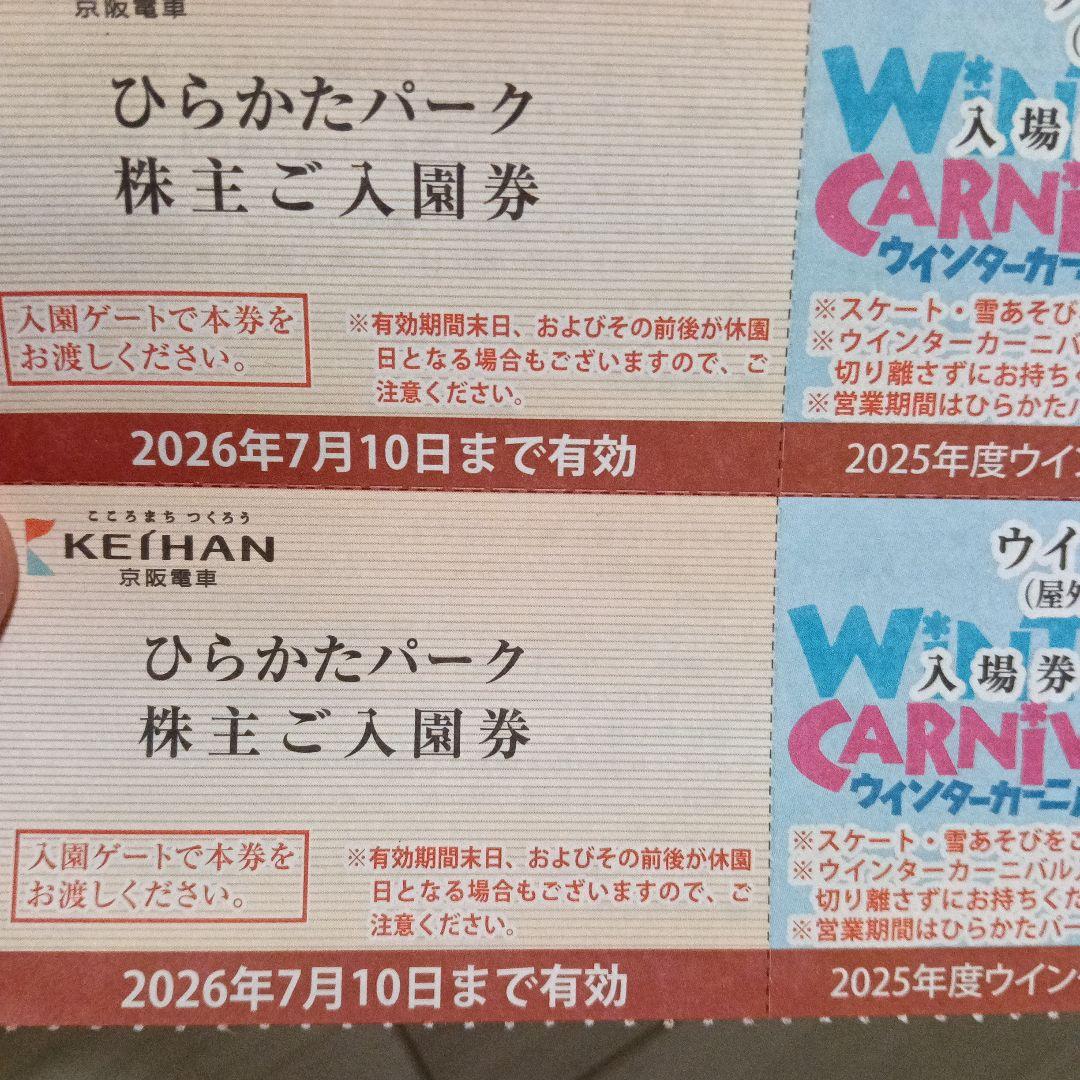 京阪電車
ひらかたパーク
株主ご入園券
入園ゲートで本券を
お渡しください。
※有効期間末日、およびその前後が休園
日となる場合もございますので、ご
注意ください。
2026年7月10日まで有効
WINT
入場
CARNI
ウインターカー
※スケート・雪あそび
※ウインターカーニバ
切り離さずにお持ち
※営業期間はひらかた
2025年度ウイン
こころまち つくろう
KEIHAN
京阪電車
ひらかたパーク
株主ご入園券
入園ゲートで本券を
お渡しください。
※有効期間末日、およびその前後が休園
日となる場合もございますので、ご
注意ください。
2026年7月10日まで有効
ウイ
(屋外
WINT
入場券
CARNIV
ウインターカーニバ
※スケート・雪あそびをご
※ウインターカーニバル
切り離さずにお持ちくだ
※営業期間はひらかたパー
2025年度ウイン